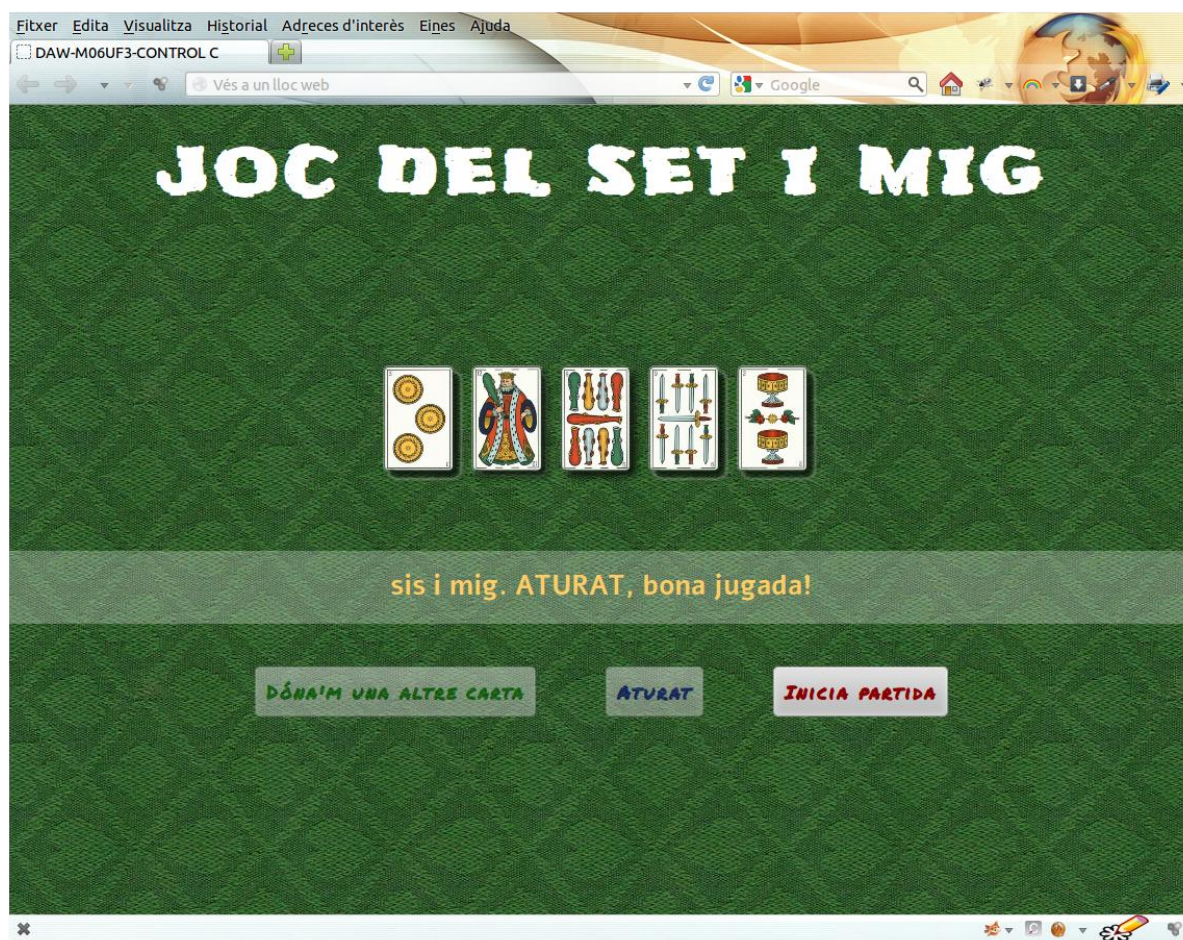 Fitxer Edita Visualitza Historial Adreces d'interès Eines Ajuda
DAW-M06UF3-CONTROL C
Vés a un lloc web
Google
JOC DEL SET I MIG
sis i mig. ATURAT, bona jugada!
Dóna'm una altre carta
Aturat
Inicia partida